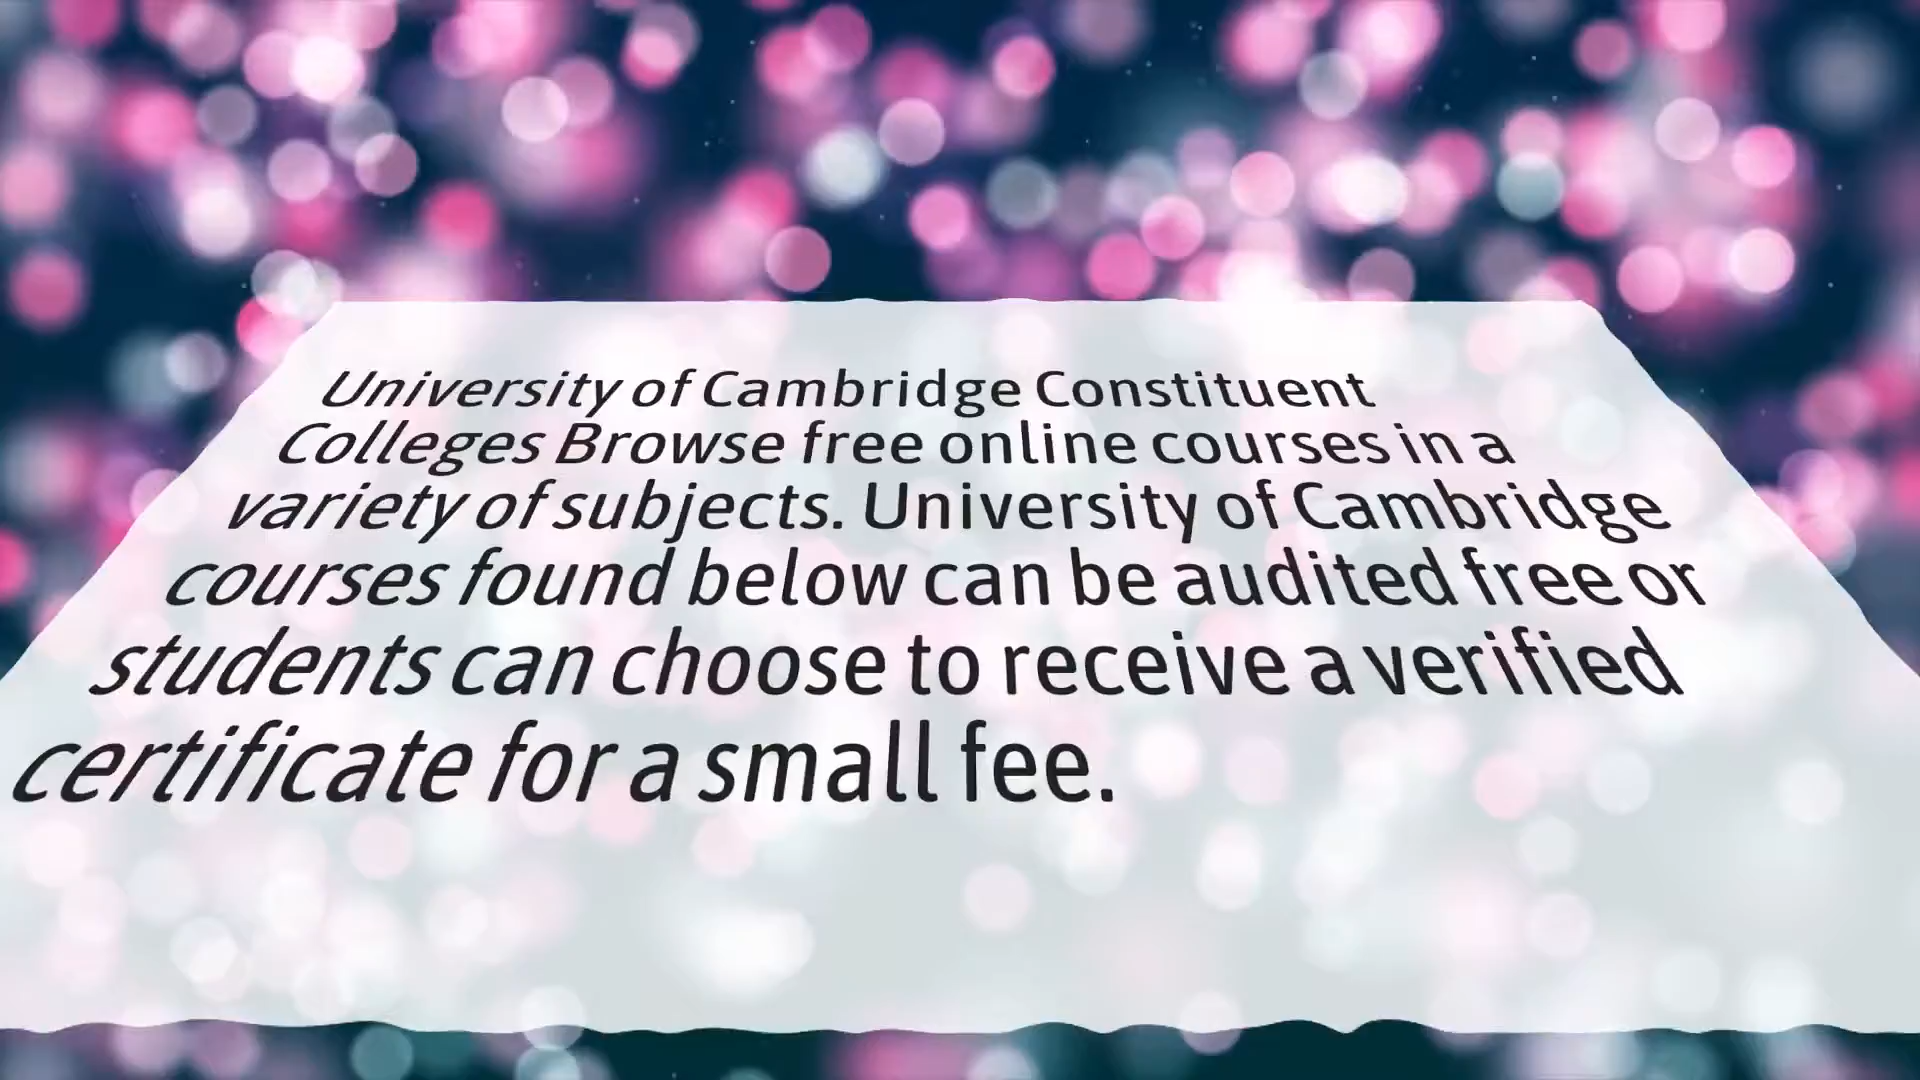 University of Cambridge Constituent
Colleges Browse free online courses in a
variety of subjects. University of Cambridge
courses found below can be audited free or
students can choose to receive a verified
certificate for a small fee.